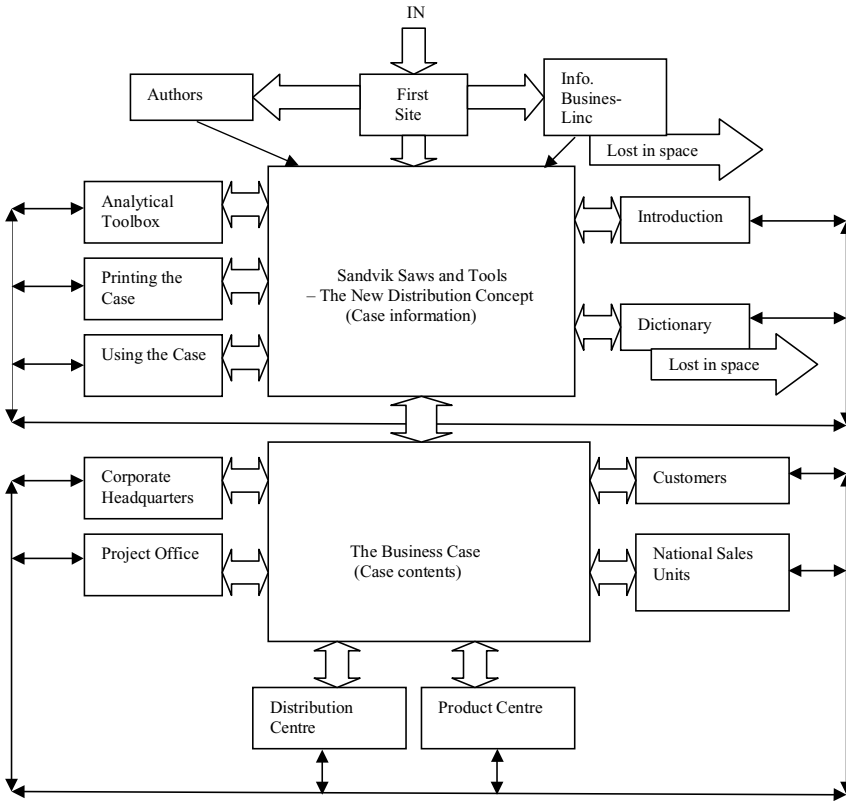 IN
Authors
First
Site
Info.
Busines-
Linc
Lost in space
Analytical
Toolbox
Printing the
Case
Using the Case
Sandvik Saws and Tools
– The New Distribution Concept
(Case information)
Introduction
Dictionary
Lost in space
Corporate
Headquarters
Project Office
The Business Case
(Case contents)
Customers
National Sales
Units
Distribution
Centre
Product Centre